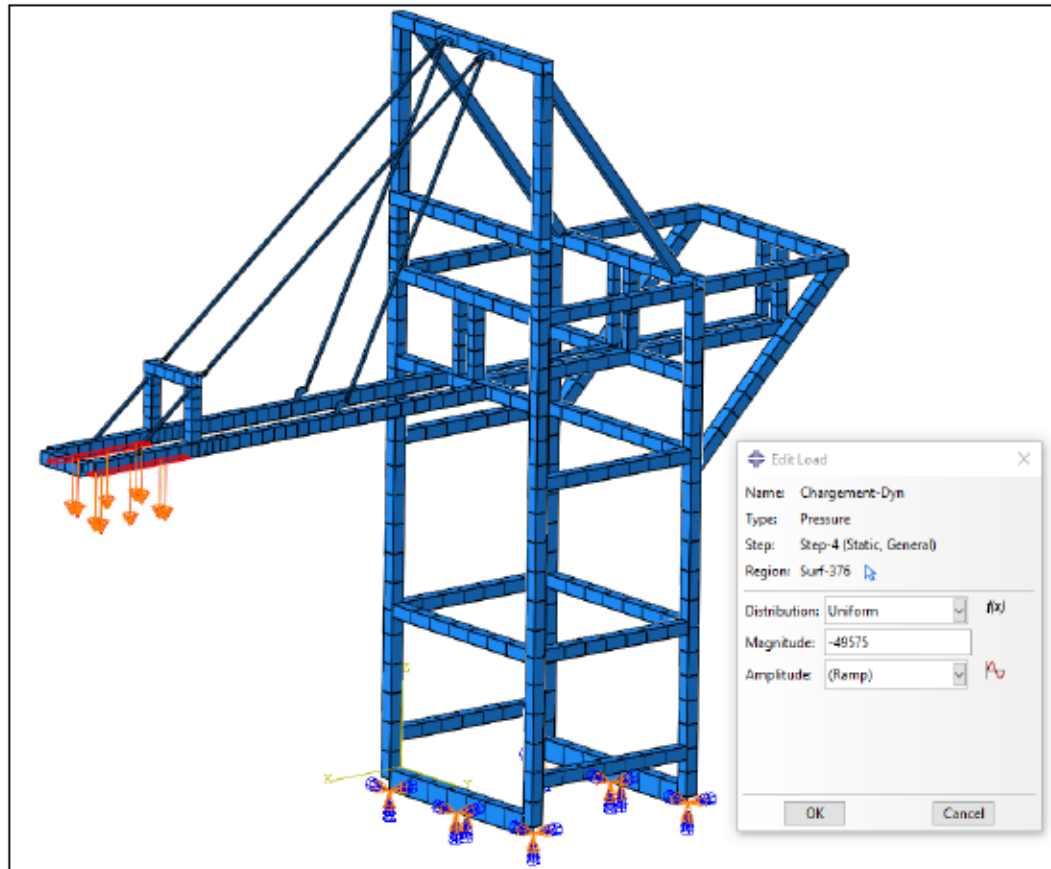 Edit Load
Name: Chargement-Dyn
Type: Pressure
Step: Step-4 (Static, General)
Region: Surf-376
Distribution: Uniform f(x)
Magnitude: -49575
Amplitude: (Ramp)
OK Cancel
Z
X Y